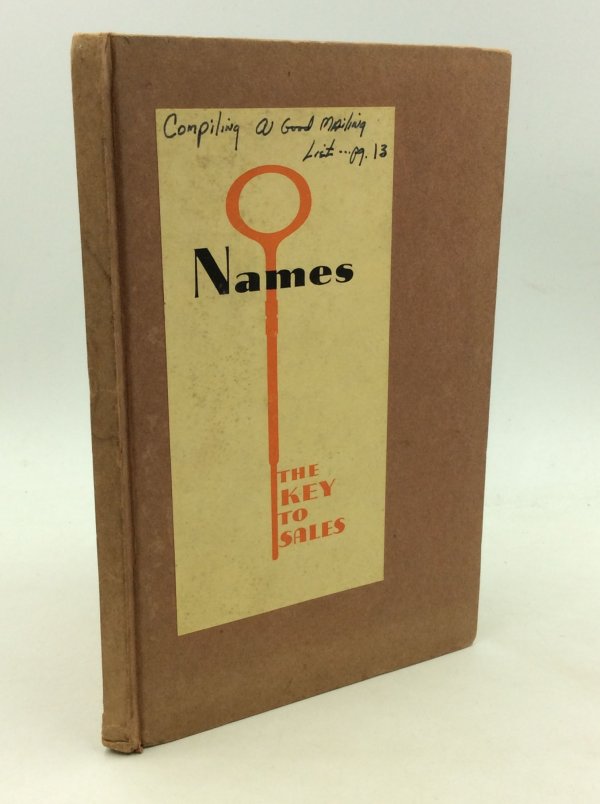 Compiling a Good Mailing
List...pg. 13
Names
THE
KEY
TO
SALES